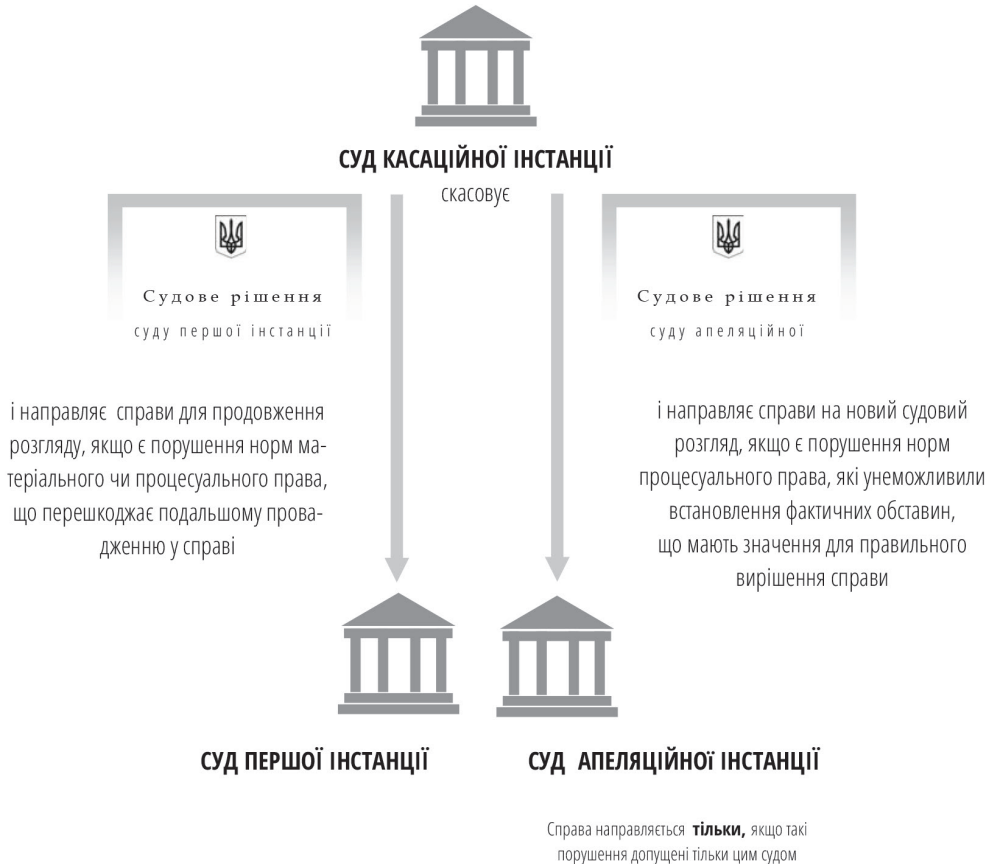 СУД КАСАЦІЙНОЇ ІНСТАНЦІЇ
скасовує
Судове рішення
суду першої інстанції
і направляє справи для продовження
розгляду, якщо є порушення норм ма-
теріального чи процесуального права,
що перешкоджає подальшому прова-
дженню у справі
Судове рішення
суду апеляційної
і направляє справи на новий судовий
розгляд, якщо є порушення норм
процесуального права, які унеможливили
встановлення фактичних обставин,
що мають значення для правильного
вирішення справи
СУД ПЕРШОЇ ІНСТАНЦІЇ
СУД АПЕЛЯЦІЙНОї ІНСТАНЦІЇ
Справа направляється тільки, якщо такі
порушення допущені тільки цим судом